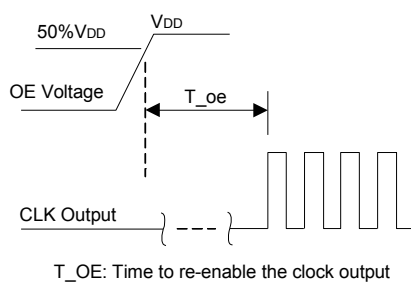 VDD
50%VDD
OE Voltage
T_oe
CLK Output
T_OE: Time to re-enable the clock output